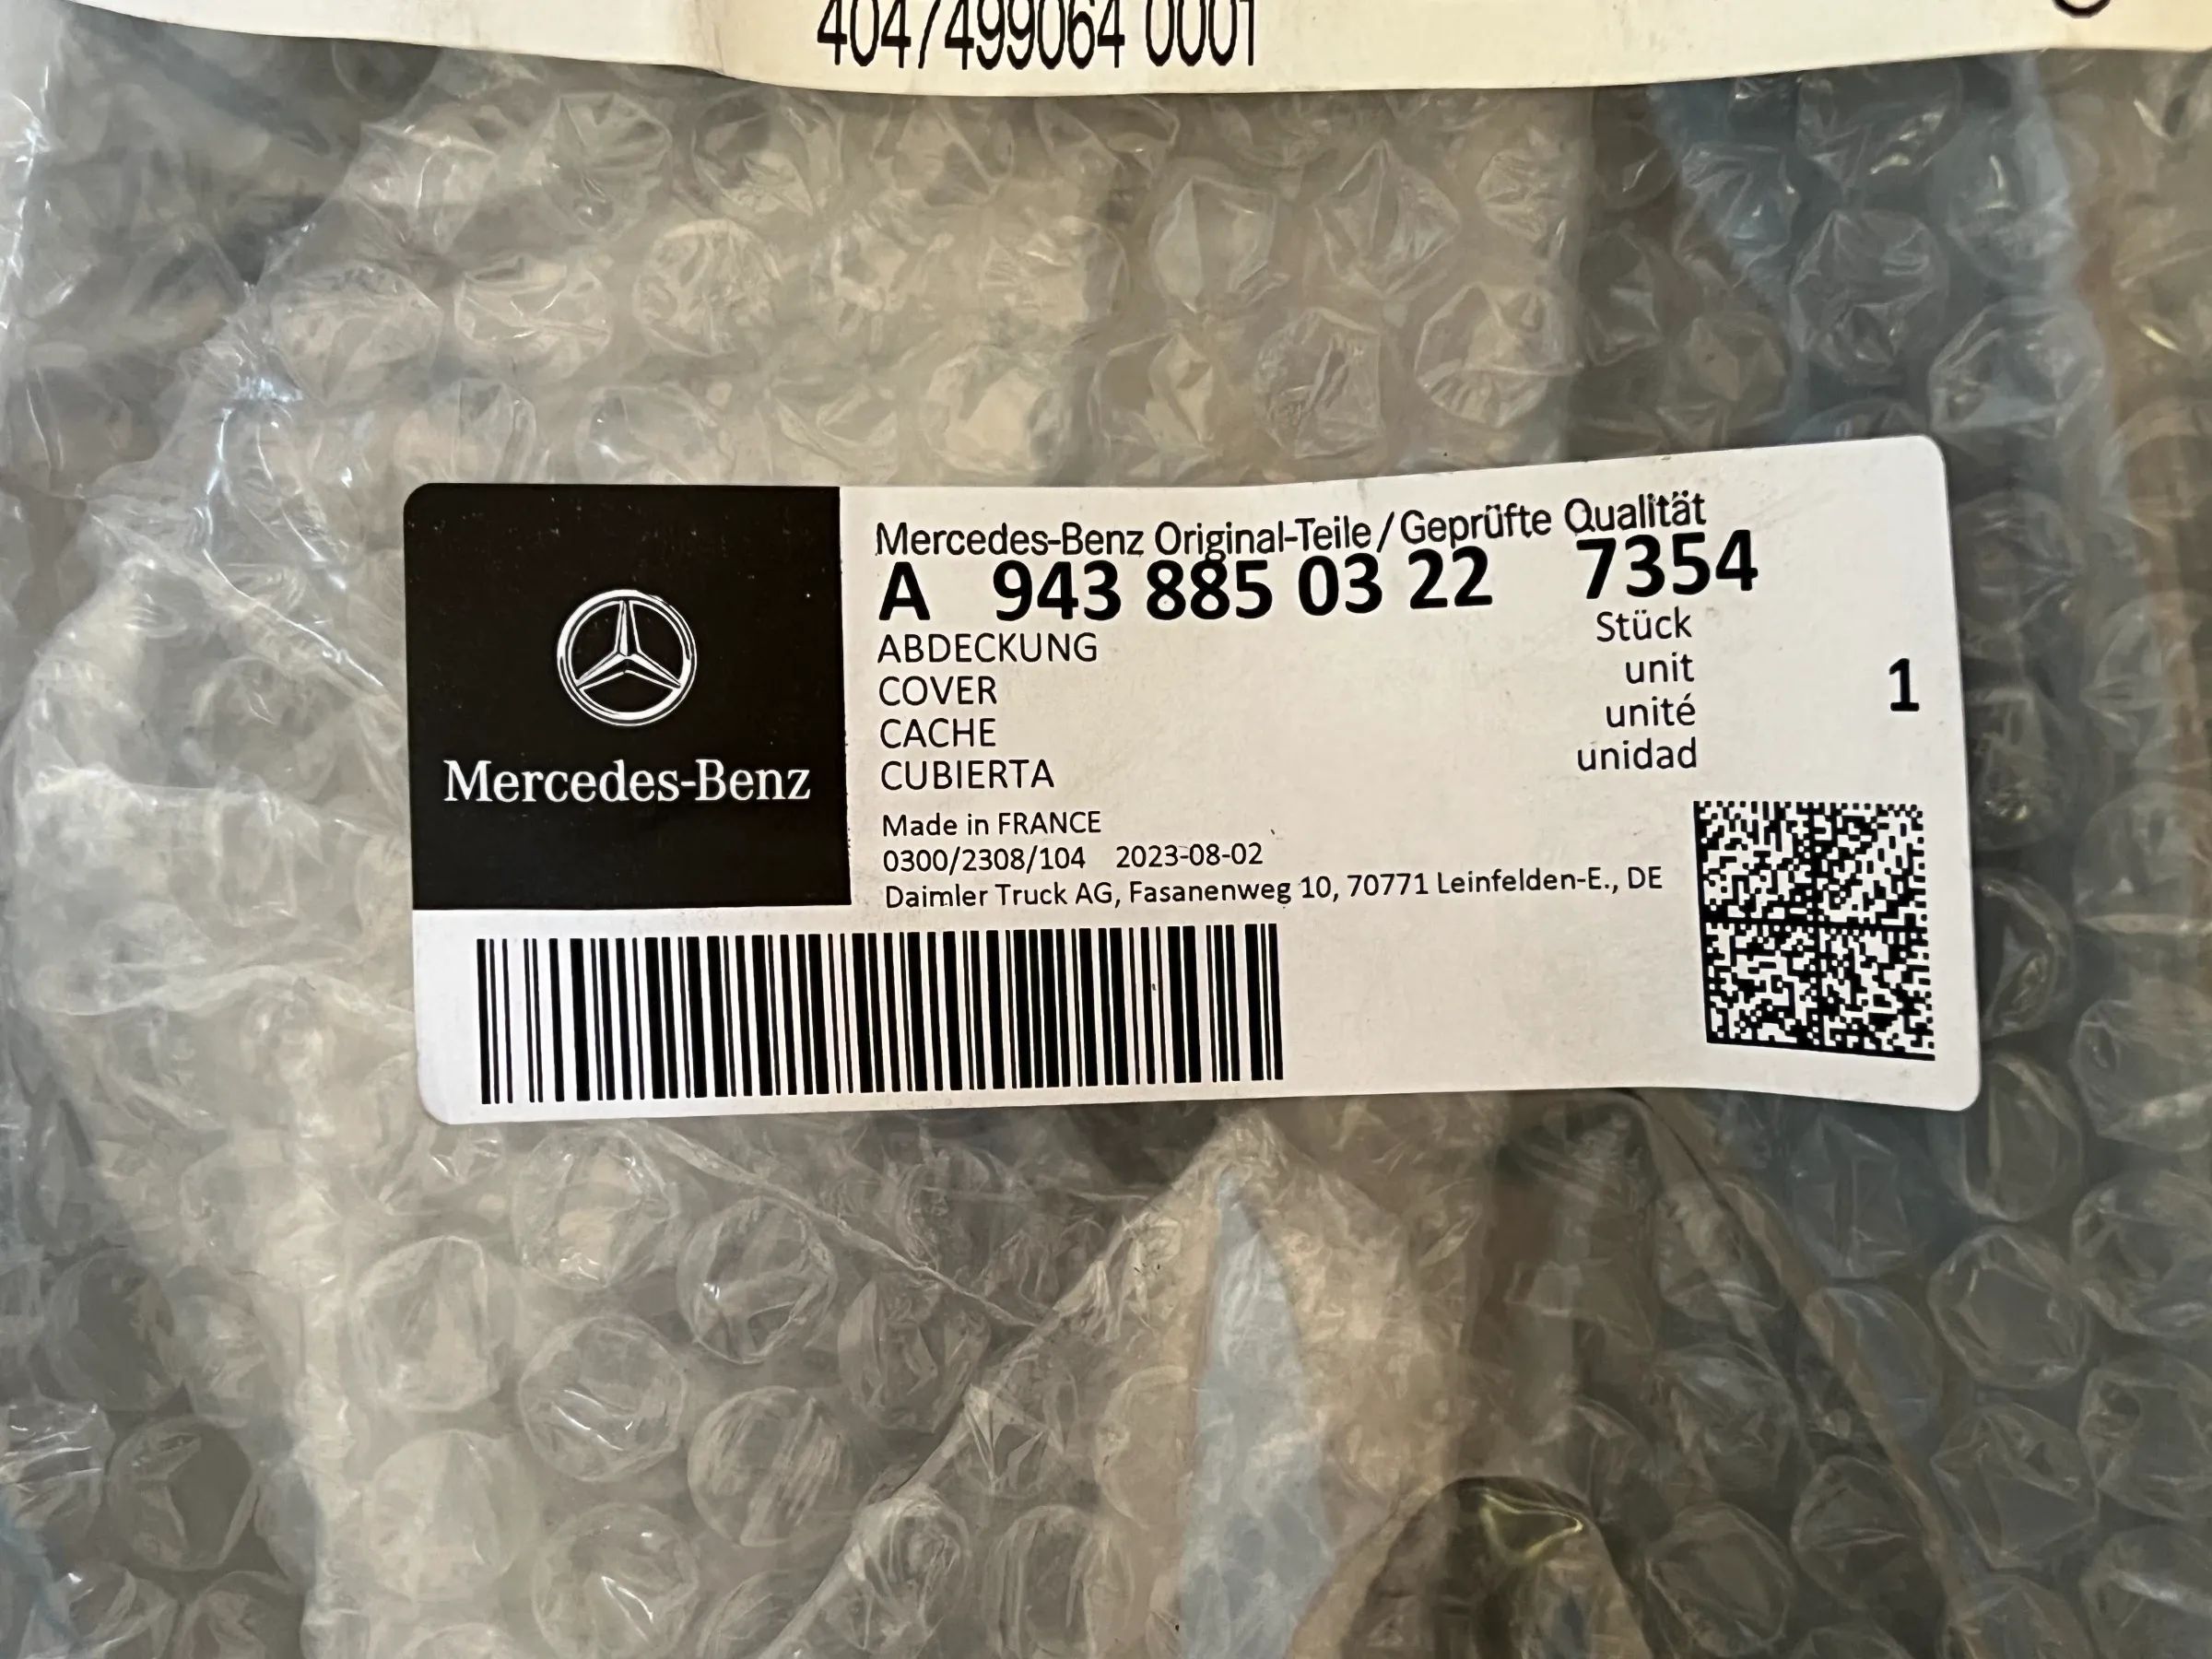 4047499064 0001
Mercedes-Benz
Mercedes-Benz Original-Teile/Geprüfte Qualität
A 943 885 03 22 7354
ABDECKUNG
COVER
CACHE
CUBIERTA
Stück
unit
unité
unidad
1
Made in FRANCE
0300/2308/104 2023-08-02
Daimler Truck AG, Fasanenweg 10, 70771 Leinfelden-E., DE